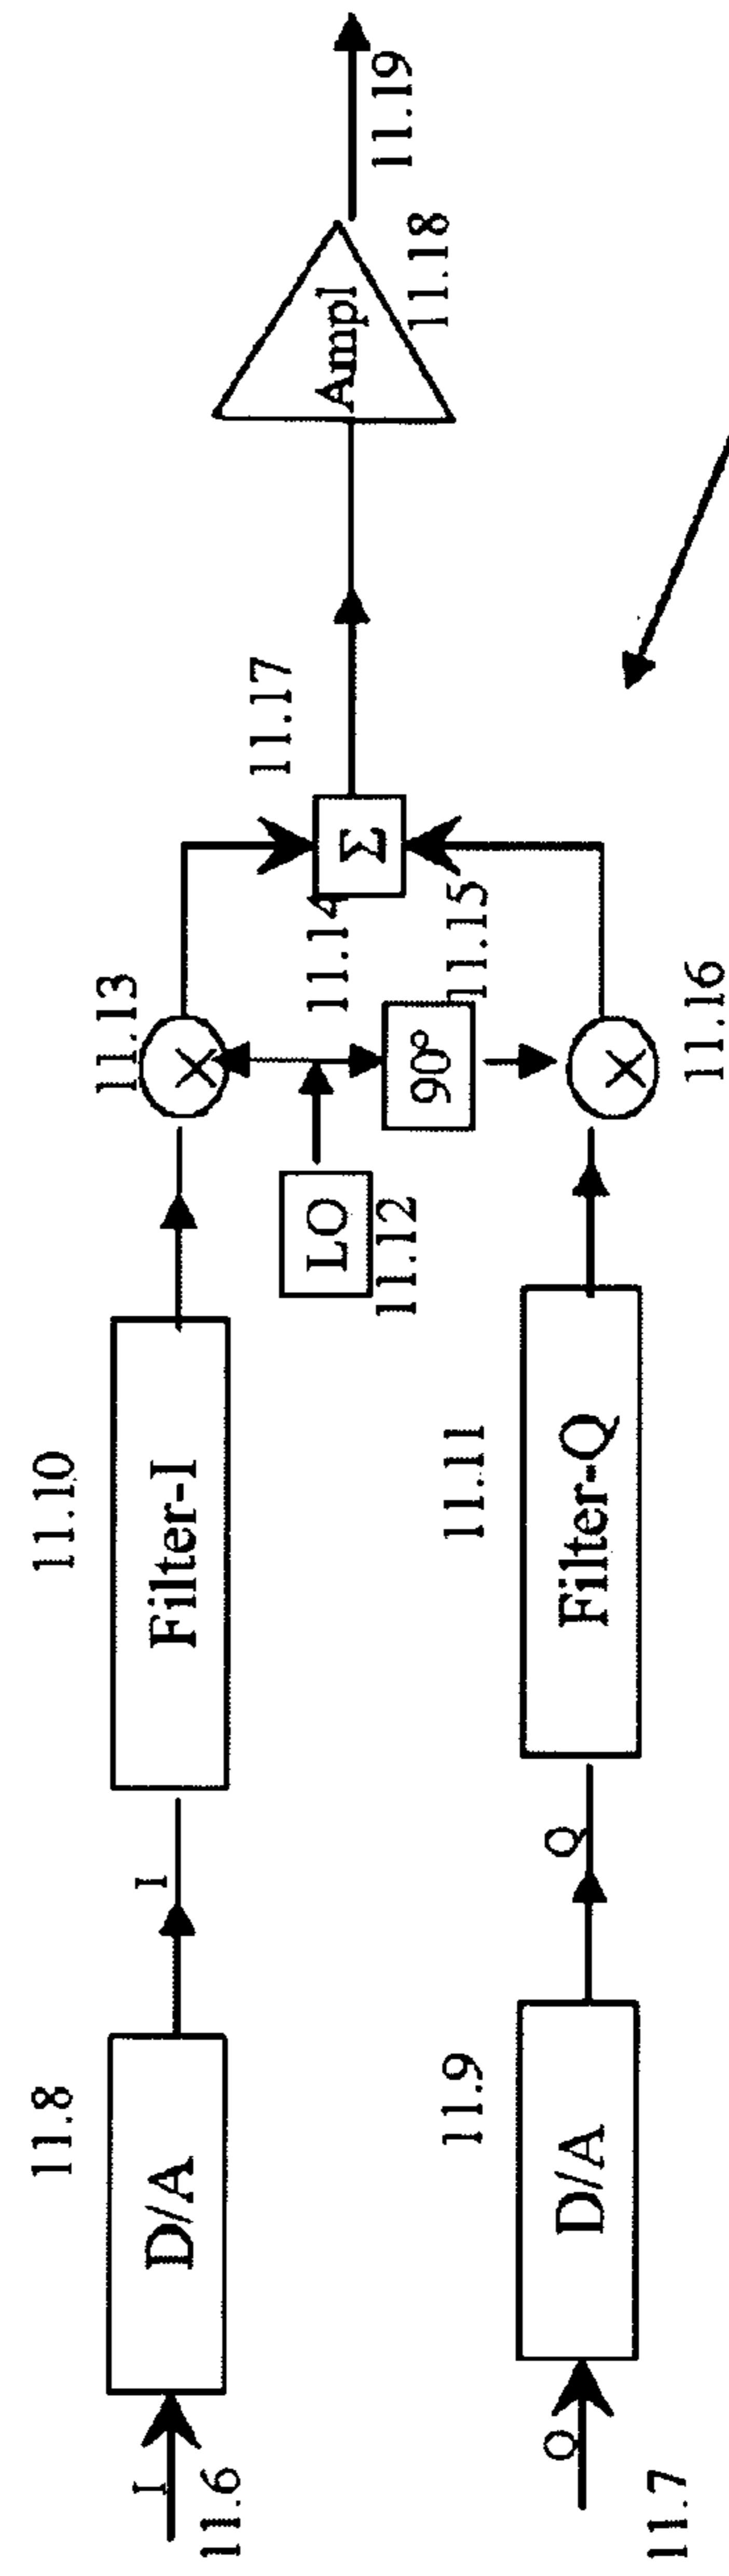 I
11.6
D/A
11.8
I
Filter-I
11.10
11.13
X
LO
11.12
11.14
90°
11.15
Σ
11.17
Ampl
11.18
11.19
Q
11.7
D/A
11.9
Q
Filter-Q
11.11
X
11.16